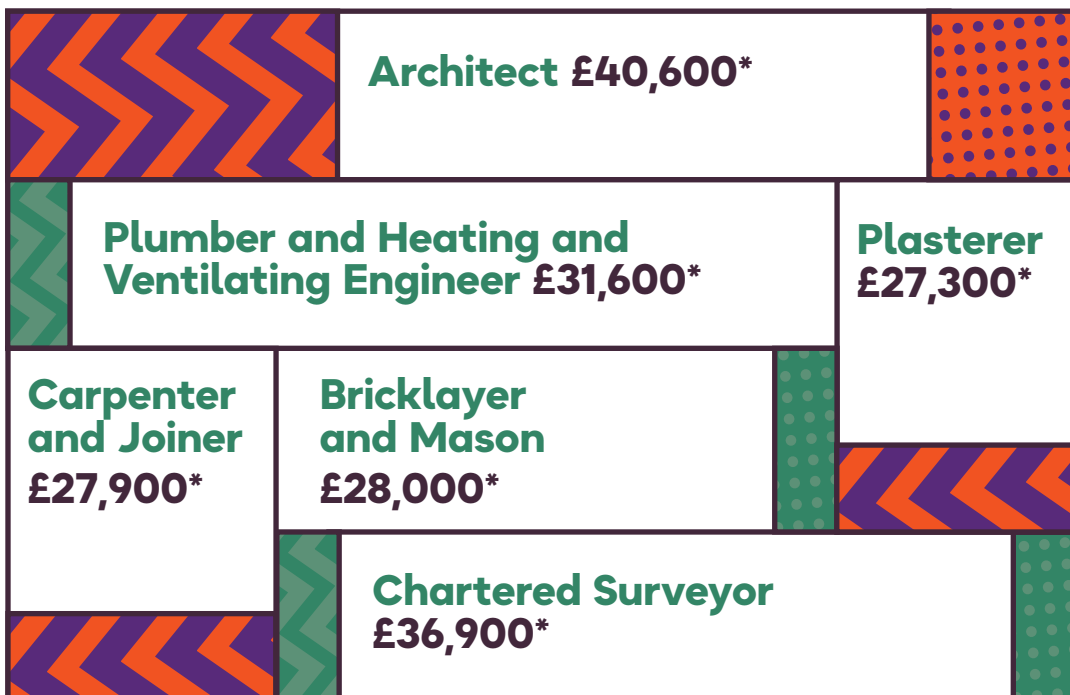 Architect £40,600*
Plumber and Heating and
Ventilating Engineer £31,600*
Plasterer
£27,300*
Carpenter
and Joiner
£27,900*
Bricklayer
and Mason
£28,000*
Chartered Surveyor
£36,900*